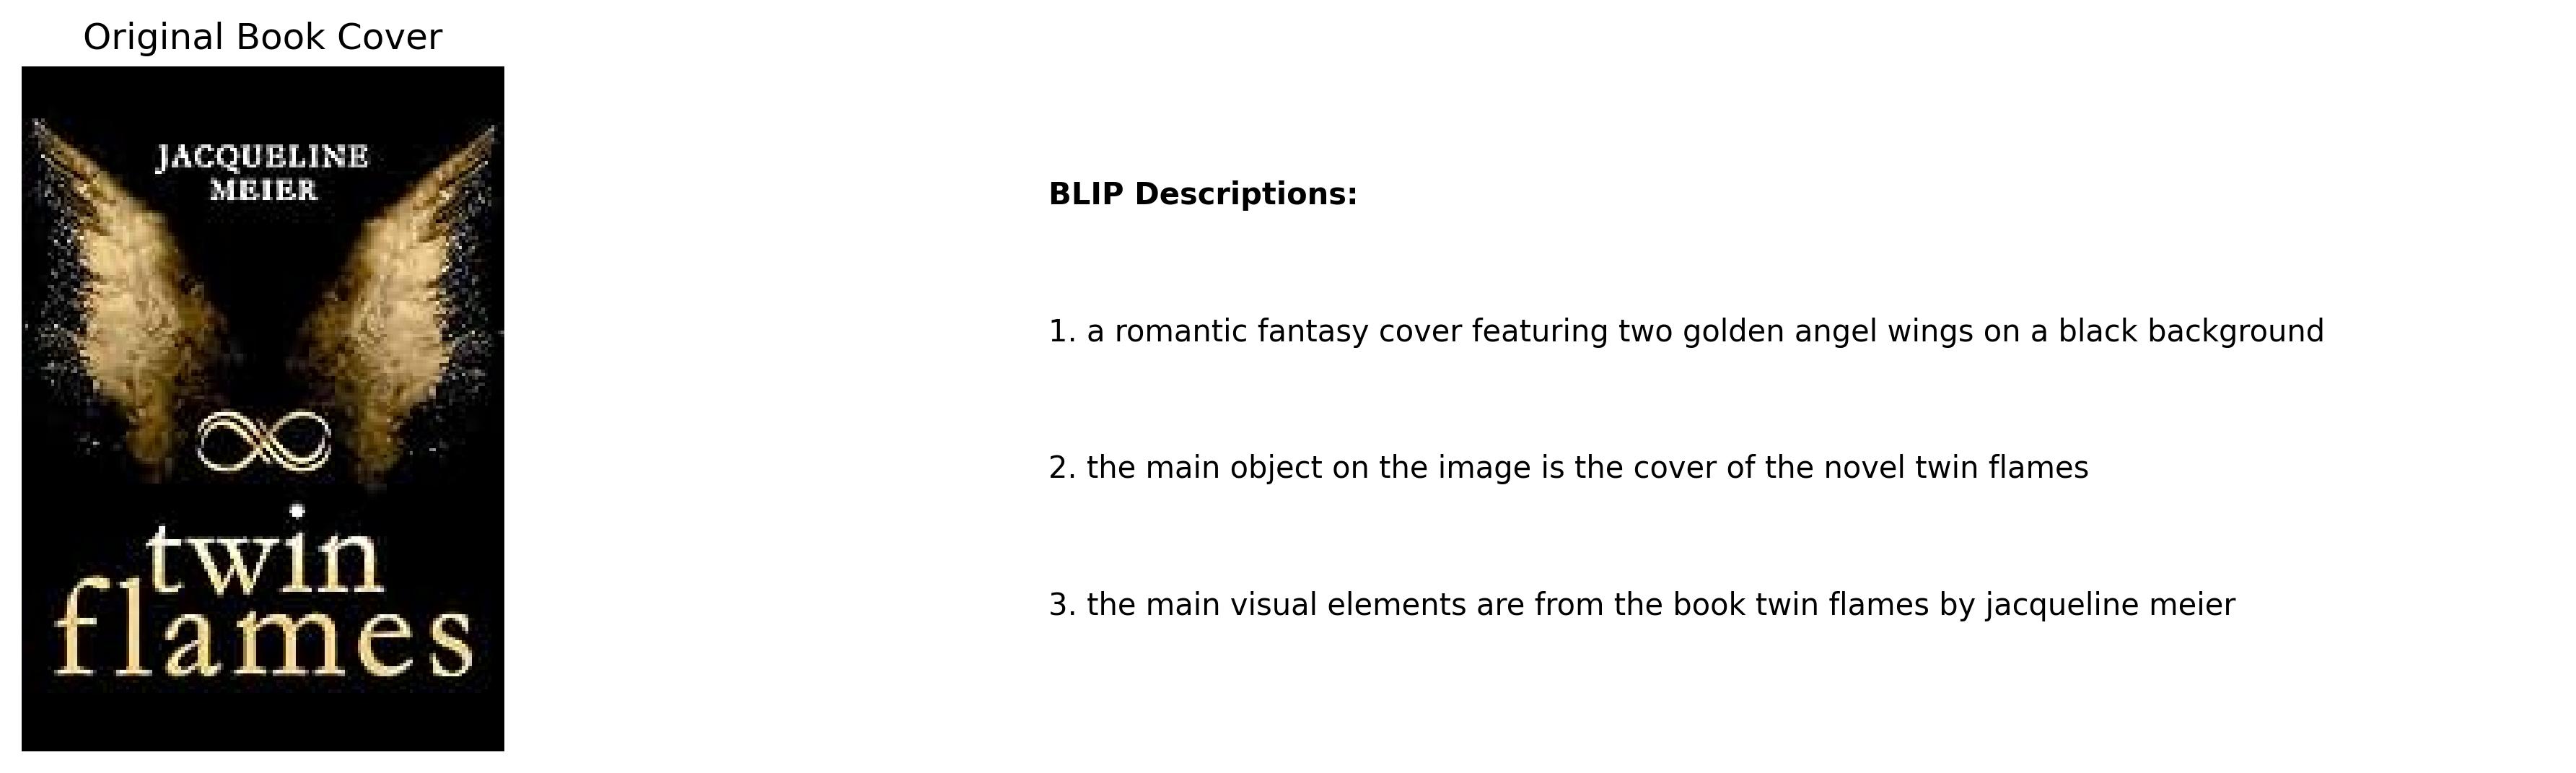 Original Book Cover
JACQUELINE
MEIER
twin
flames
BLIP Descriptions:
1. a romantic fantasy cover featuring two golden angel wings on a black background
2. the main object on the image is the cover of the novel twin flames
3. the main visual elements are from the book twin flames by jacqueline meier